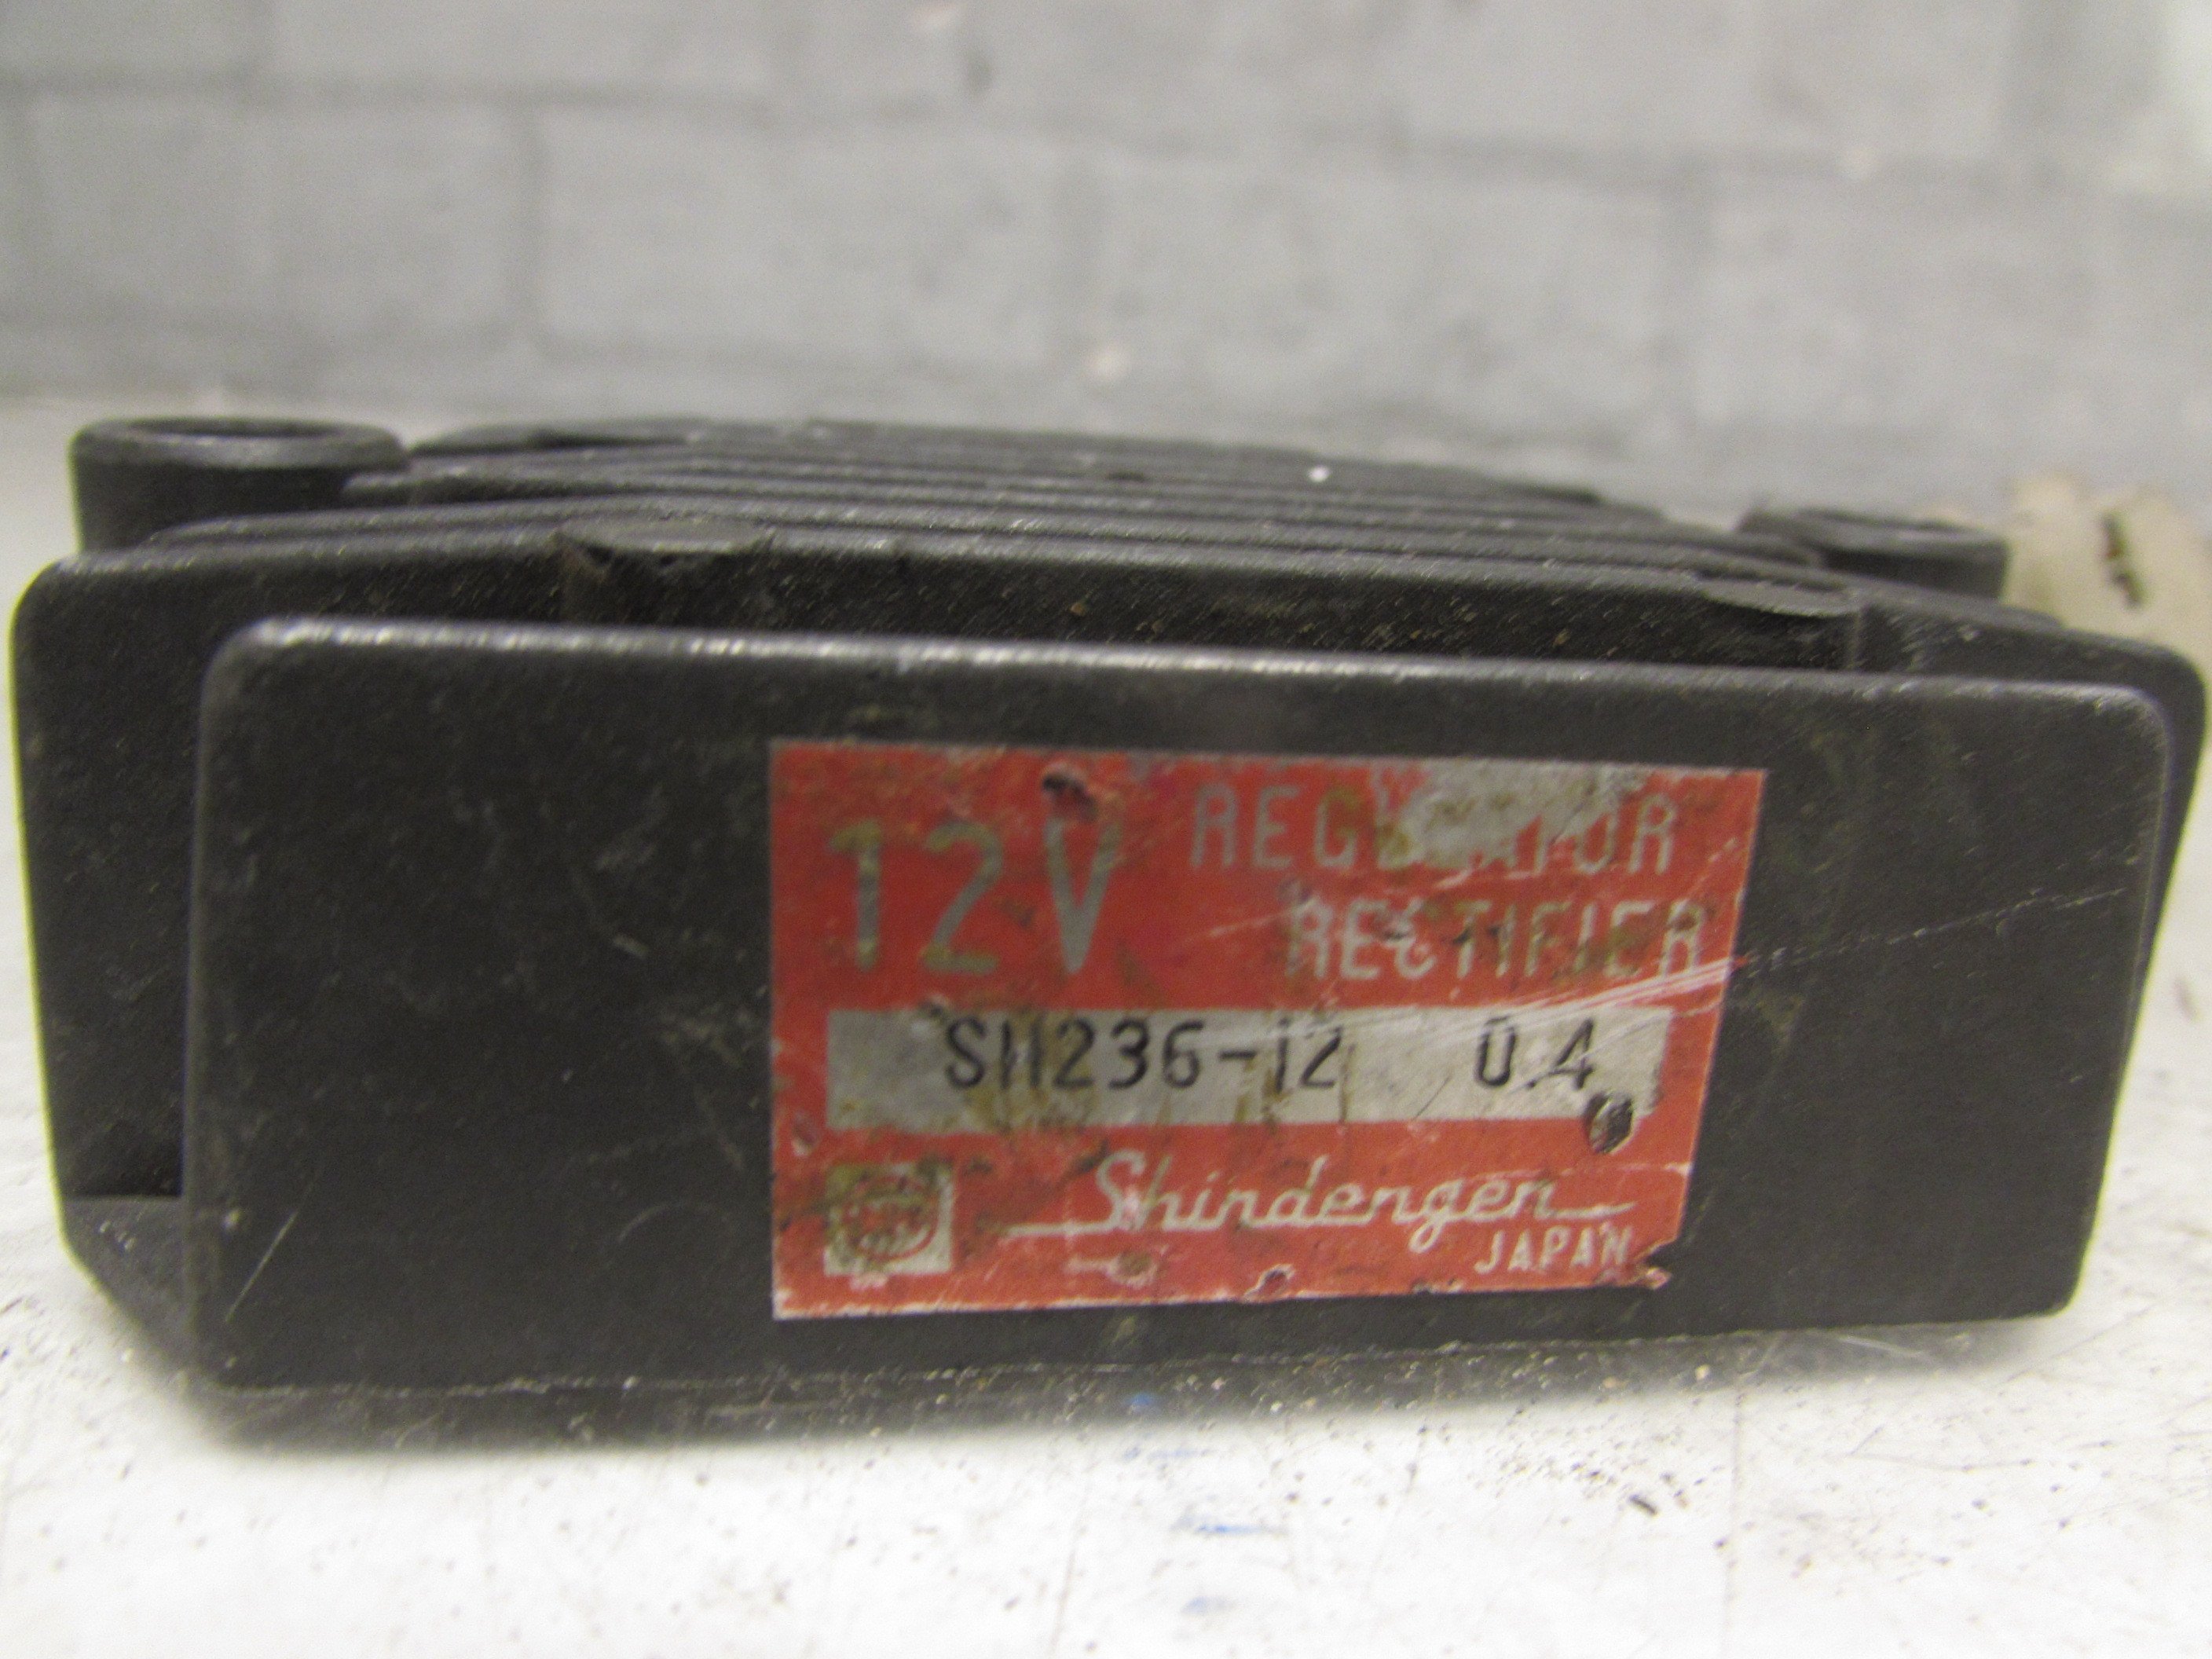 12V REGULATOR
RECTIFIER
SH236-12 0.4
Shindengen
JAPAN